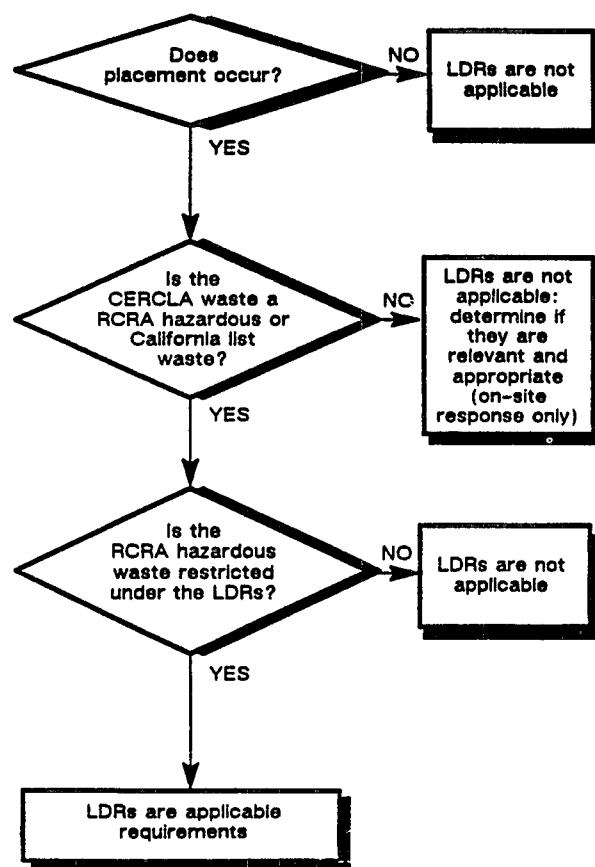 Does
placement occur?
NO
LDRs are not
applicable
YES
Is the
CERCLA waste a
RCRA hazardous or
California list
waste?
NO
LDRs are not
applicable:
determine if
they are
relevant and
appropriate
(on-site
response only)
YES
Is the
RCRA hazardous
waste restricted
under the LDRs?
NO
LDRs are not
applicable
YES
LDRs are applicable
requirements